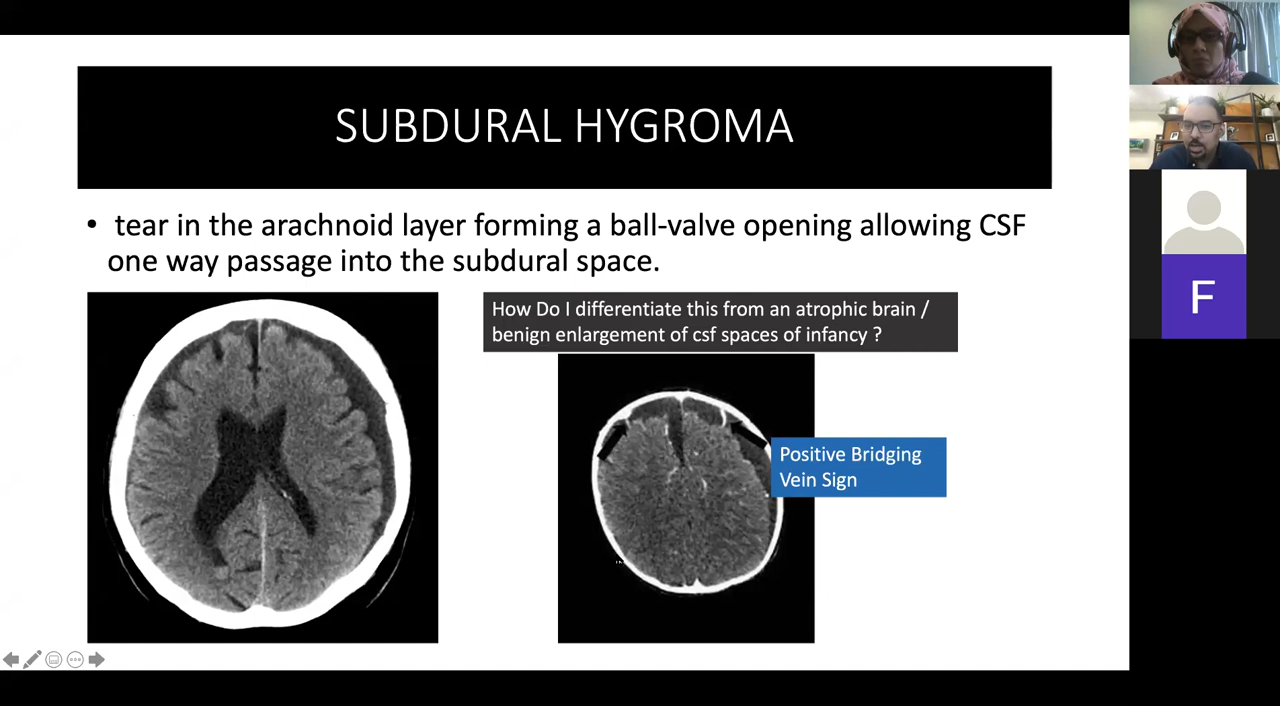 SUBDURAL HYGROMA
• tear in the arachnoid layer forming a ball-valve opening allowing CSF
one way passage into the subdural space.
How Do I differentiate this from an atrophic brain /
benign enlargement of csf spaces of infancy ?
Positive Bridging
Vein Sign
F